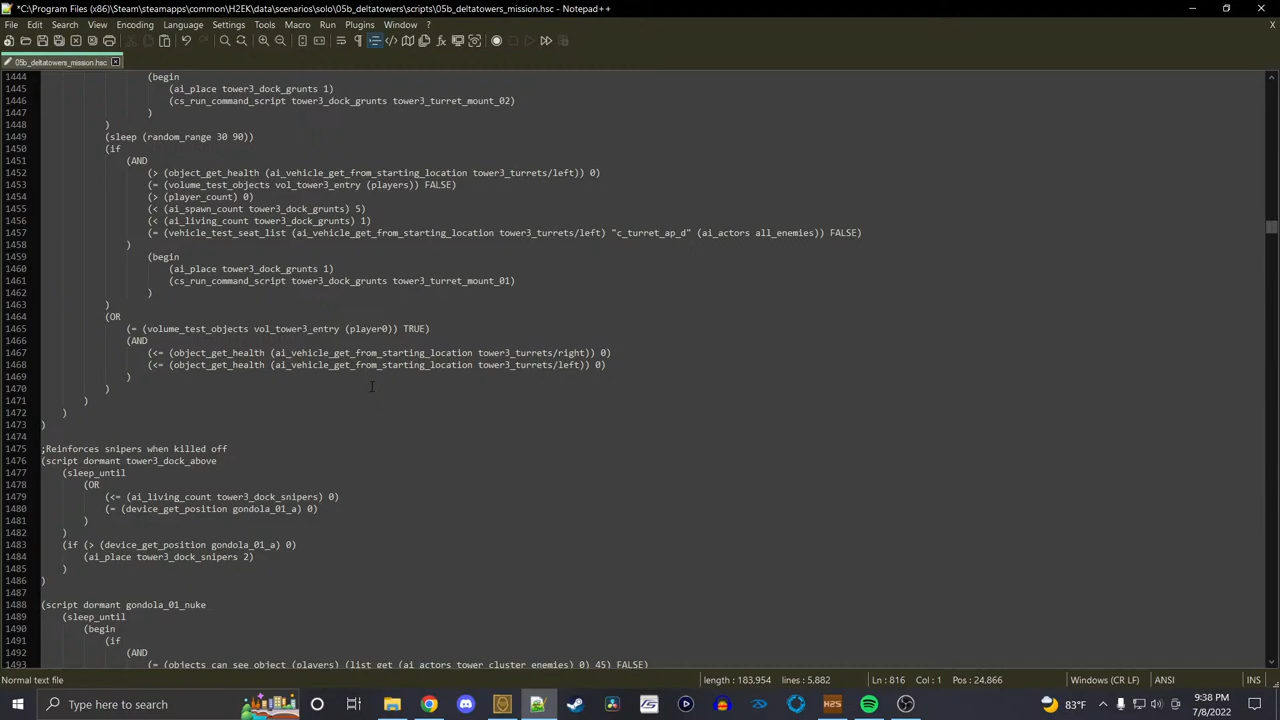 *C:\Program Files (x86)\Steam\steamapps\common\H2EK\data\scenarios\solo\05b_deltatowers\scripts\05b_deltatowers_mission.hsc - Notepad++
File Edit Search View Encoding Language Settings Tools Macro Run Plugins Window ?
05b_deltatowers_mission.hsc
1444 (begin
1445 (ai_place tower3_dock_grunts 1)
1446 (cs_run_command_script tower3_dock_grunts tower3_turret_mount_02)
1447 )
1448 )
1449 (sleep (random_range 30 90))
1450 (if
1451 (AND
1452 (> (object_get_health (ai_vehicle_get_from_starting_location tower3_turrets/left)) 0)
1453 (= (volume_test_objects vol_tower3_entry (players)) FALSE)
1454 (> (player_count) 0)
1455 (< (ai_spawn_count tower3_dock_grunts) 5)
1456 (< (ai_living_count tower3_dock_grunts) 1)
1457 (= (vehicle_test_seat_list (ai_vehicle_get_from_starting_location tower3_turrets/left) "c_turret_ap_d" (ai_actors all_enemies)) FALSE)
1458 )
1459 (begin
1460 (ai_place tower3_dock_grunts 1)
1461 (cs_run_command_script tower3_dock_grunts tower3_turret_mount_01)
1462 )
1463 )
1464 (OR
1465 (= (volume_test_objects vol_tower3_entry (player0)) TRUE)
1466 (AND
1467 (<= (object_get_health (ai_vehicle_get_from_starting_location tower3_turrets/right)) 0)
1468 (<= (object_get_health (ai_vehicle_get_from_starting_location tower3_turrets/left)) 0)
1469 )
1470 )
1471 )
1472 )
1473 )
1474
1475 ;Reinforces snipers when killed off
1476 (script dormant tower3_dock_above
1477 (sleep_until
1478 (OR
1479 (<= (ai_living_count tower3_dock_snipers) 0)
1480 (= (device_get_position gondola_01_a) 0)
1481 )
1482 )
1483 (if (> (device_get_position gondola_01_a) 0)
1484 (ai_place tower3_dock_snipers 2)
1485 )
1486 )
1487
1488 (script dormant gondola_01_nuke
1489 (sleep_until
1490 (begin
1491 (if
1492 (AND
1493 (= (objects_can_see_object (players) (list_get (ai_actors tower_cluster_enemies) 0) 45) FALSE)
Normal text file length : 183,954 lines : 5,882 Ln : 816 Col : 1 Pos : 24,866 Windows (CR LF) ANSI INS
Type here to search
83°F
9:38 PM
7/8/2022